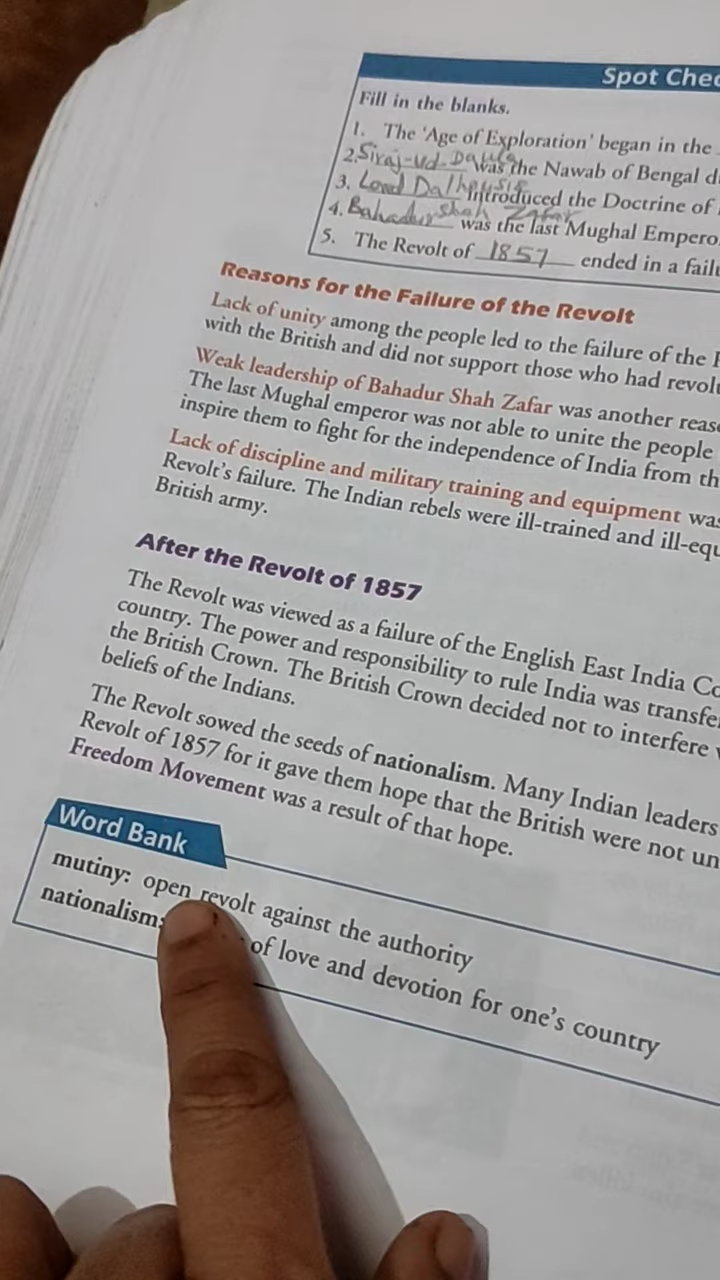 Spot Chec
Fill in the blanks.
1. The 'Age of Exploration' began in the
2. Siraj-Ud-Daula was the Nawab of Bengal d
3. Lord Dalhousie introduced the Doctrine of
4. Bahadur Shah Zafar was the last Mughal Empero
5. The Revolt of 1857 ended in a fail
Reasons for the Failure of the Revolt
Lack of unity among the people led to the failure of the
with the British and did not support those who had revol
Weak leadership of Bahadur Shah Zafar was another reas
The last Mughal emperor was not able to unite the people
inspire them to fight for the independence of India from th
Lack of discipline and military training and equipment was
Revolt's failure. The Indian rebels were ill-trained and ill-equ
British army.
After the Revolt of 1857
The Revolt was viewed as a failure of the English East India Co
country. The power and responsibility to rule India was transfe
the British Crown. The British Crown decided not to interfere
beliefs of the Indians.
The Revolt sowed the seeds of nationalism. Many Indian leaders
Revolt of 1857 for it gave them hope that the British were not un
Freedom Movement was a result of that hope.
Word Bank
mutiny: open revolt against the authority
nationalism: of love and devotion for one's country